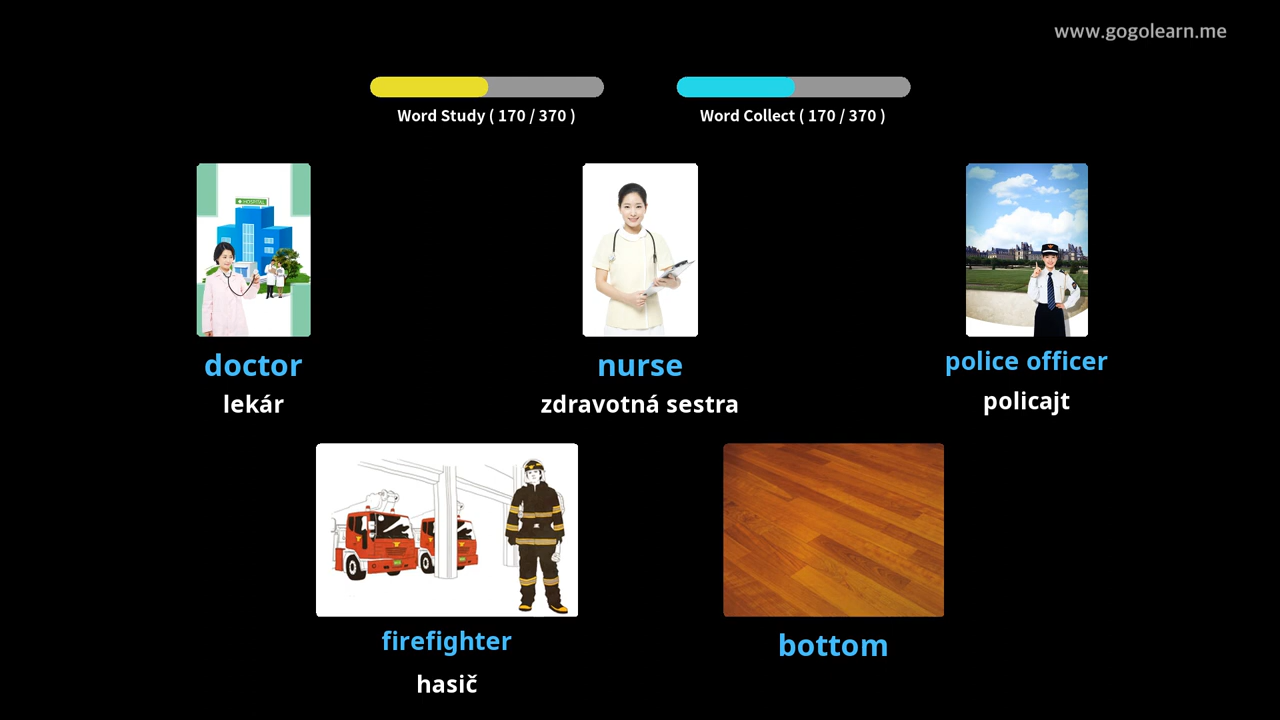 www.gogolearn.me
Word Study ( 170 / 370 )
Word Collect ( 170 / 370 )
HOSPITAL
doctor
lekár
nurse
zdravotná sestra
police officer
policajt
firefighter
hasič
bottom